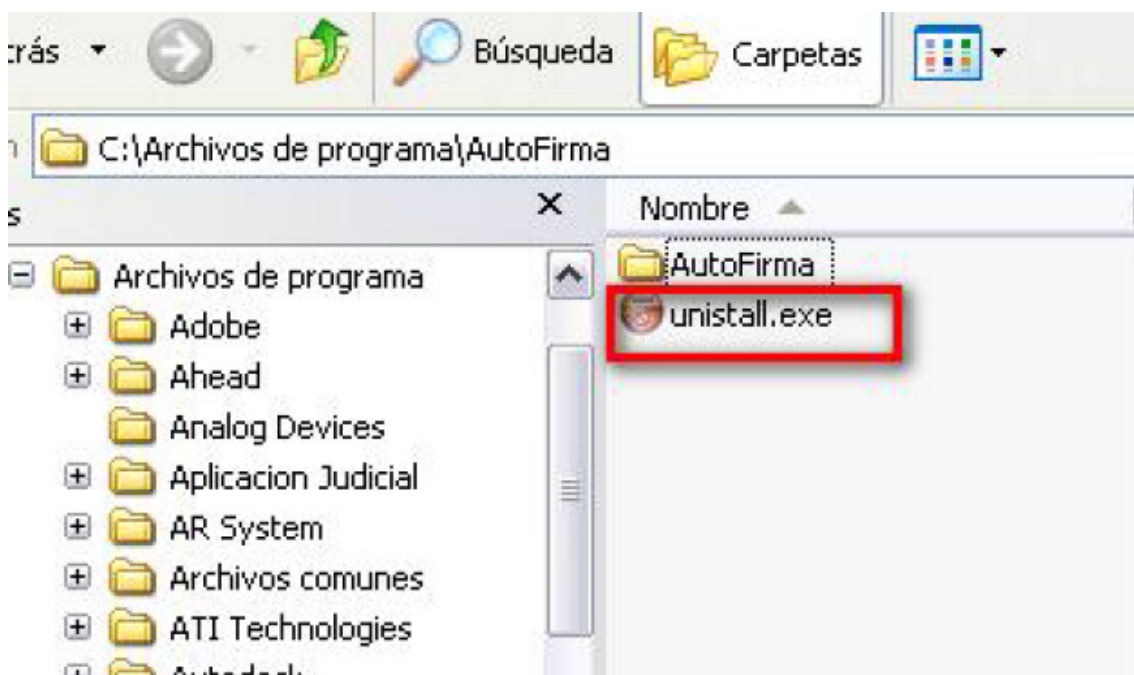 Búsqueda Carpetas
C:\Archivos de programa\AutoFirma
Nombre
Archivos de programa
Adobe
Ahead
Analog Devices
Aplicacion Judicial
AR System
Archivos comunes
ATI Technologies
AutoFirma
unistall.exe